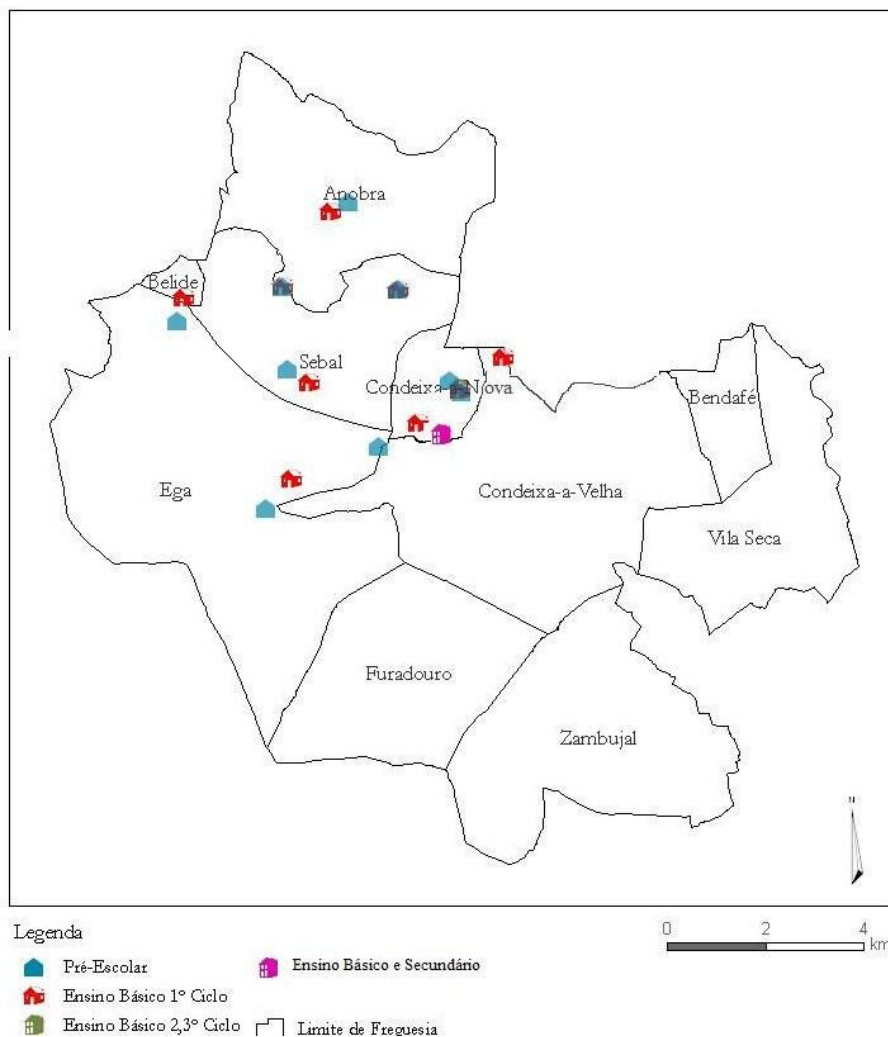 Anobra
Belide
Sebal
Condeixa-a-Nova
Bendafé
Ega
Condeixa-a-Velha
Vila Seca
Furadouro
Zambujal
N
Legenda
0 2 4
km
Pré-Escolar
Ensino Básico e Secundário
Ensino Básico 1º Ciclo
Ensino Básico 2,3º Ciclo
Limite de Freguesia